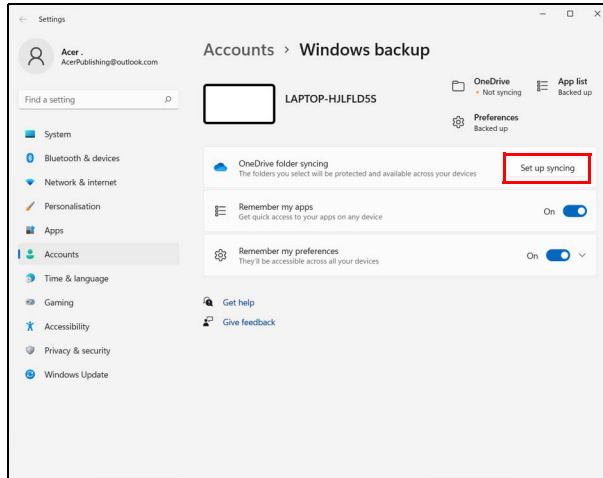 Settings
Acer .
AcerPublishing@outlook.com
Find a setting
System
Bluetooth & devices
Network & internet
Personalisation
Apps
Accounts
Time & language
Gaming
Accessibility
Privacy & security
Windows Update
Accounts > Windows backup
LAPTOP-HJLFLD5S
OneDrive
• Not syncing
App list
Backed up
Preferences
Backed up
OneDrive folder syncing
The folders you select will be protected and available across your devices
Set up syncing
Remember my apps
Get quick access to your apps on any device
On
Remember my preferences
They'll be accessible across all your devices
On
Get help
Give feedback